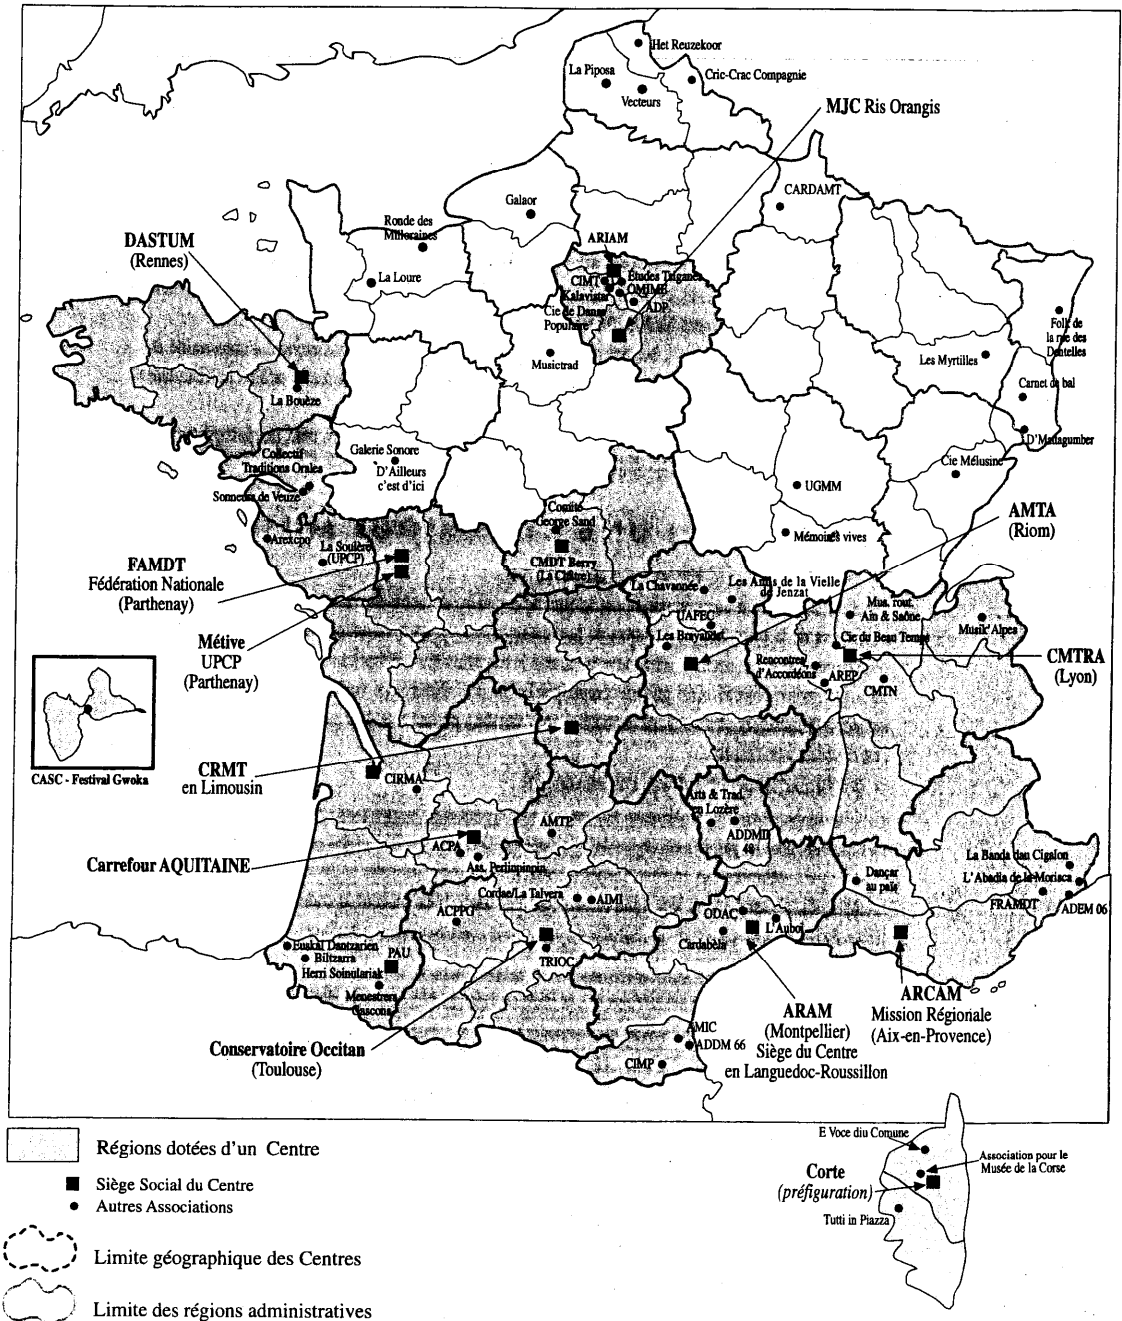 Het Reuzekoor
La Piposa
Vecteurs
Cric-Crac Compagnie
MJC Ris Orangis
CARDAMT
Galaor
Ronde des
Milloraines
La Loure
ARIAM
CIMT
Études Tsiganes
Kalavistar
OMIME
ADP
Cie de Danse
Populaire
Musictrad
DASTUM
(Rennes)
La Bouèze
Folk de
la rue des
Dentelles
Les Myrtilles
Carnet de bal
D'Madagumber
Cie Mélusine
Collectif
Traditions Orales
Sonneurs de Veuze
Galerie Sonore
D'Ailleurs
c'est d'ici
UGMM
Mémoires vives
AMTA
(Riom)
Comité
George Sand
CMDT Berry
(La Châtre)
Arexcpo
La Soulère
(UPCP)
FAMDT
Fédération Nationale
(Parthenay)
Métive
UPCP
(Parthenay)
La Chavannée
Les Amis de la Vielle
de Jenzat
UAFEC
Les Brayauds
Mus. rout.
Ain & Saône
Cie du Beau Temps
Musik'Alpes
Rencontres
d'Accordéons
AREP
CMTN
CMTRA
(Lyon)
CASC - Festival Gwoka
CRMT
en Limousin
CIRMA
Carrefour AQUITAINE
ACPA
Ass. Perlinpinpin
AMTP
Arts & Trad.
en Lozère
ADDMD
48
Cordae/La Talvera
AIMI
ACPPG
TRIOC
ODAC
L'Auboi
Cardabèla
Dançar
au païs
La Banda dau Cigalon
L'Abadia de la Moriaca
FRAMDT
ADEM 06
Euskal Dantzarien
Biltzarra
Herri Soinulariak
PAU
Menestrers
Gascons
Conservatoire Occitan
(Toulouse)
AMIC
ADDM 66
CIMP
ARAM
(Montpellier)
Siège du Centre
en Languedoc-Roussillon
ARCAM
Mission Régionale
(Aix-en-Provence)
E Voce diu Comune
Association pour le
Musée de la Corse
Corte
(préfiguration)
Tutti in Piazza
Régions dotées d'un Centre
Siège Social du Centre
Autres Associations
Limite géographique des Centres
Limite des régions administratives